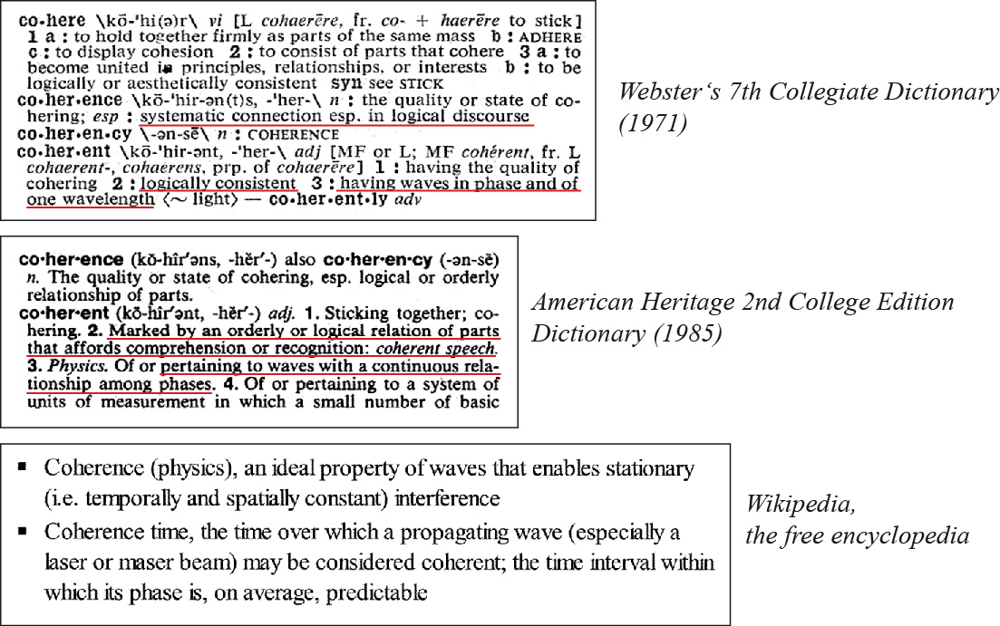 co·here \kō-'hi(ə)r\ vi [L cohaerēre, fr. co- + haerēre to stick]
1 a : to hold together firmly as parts of the same mass b : ADHERE
c : to display cohesion 2 : to consist of parts that cohere 3 a : to
become united in principles, relationships, or interests b : to be
logically or aesthetically consistent syn see STICK
co·her·ence \kō-'hir-ən(t)s, -'her-\ n : the quality or state of co-
hering; esp : systematic connection esp. in logical discourse
co·her·en·cy \-ən-sē\ n : COHERENCE
co·her·ent \kō-'hir-ənt, -'her-\ adj [MF or L; MF cohérent, fr. L
cohaerent-, cohaerens, prp. of cohaerēre] 1 : having the quality of
cohering 2 : logically consistent 3 : having waves in phase and of
one wavelength ⟨~ light⟩ — co·her·ent·ly adv
Webster‘s 7th Collegiate Dictionary
(1971)
co·her·ence (kō-hîr'əns, -hĕr'-) also co·her·en·cy (-ən-sē)
n. The quality or state of cohering, esp. logical or orderly
relationship of parts.
co·her·ent (kō-hîr'ənt, -hĕr'-) adj. 1. Sticking together; co-
hering. 2. Marked by an orderly or logical relation of parts
that affords comprehension or recognition: coherent speech.
3. Physics. Of or pertaining to waves with a continuous rela-
tionship among phases. 4. Of or pertaining to a system of
units of measurement in which a small number of basic
American Heritage 2nd College Edition
Dictionary (1985)
▪ Coherence (physics), an ideal property of waves that enables stationary
(i.e. temporally and spatially constant) interference
▪ Coherence time, the time over which a propagating wave (especially a
laser or maser beam) may be considered coherent; the time interval within
which its phase is, on average, predictable
Wikipedia,
the free encyclopedia